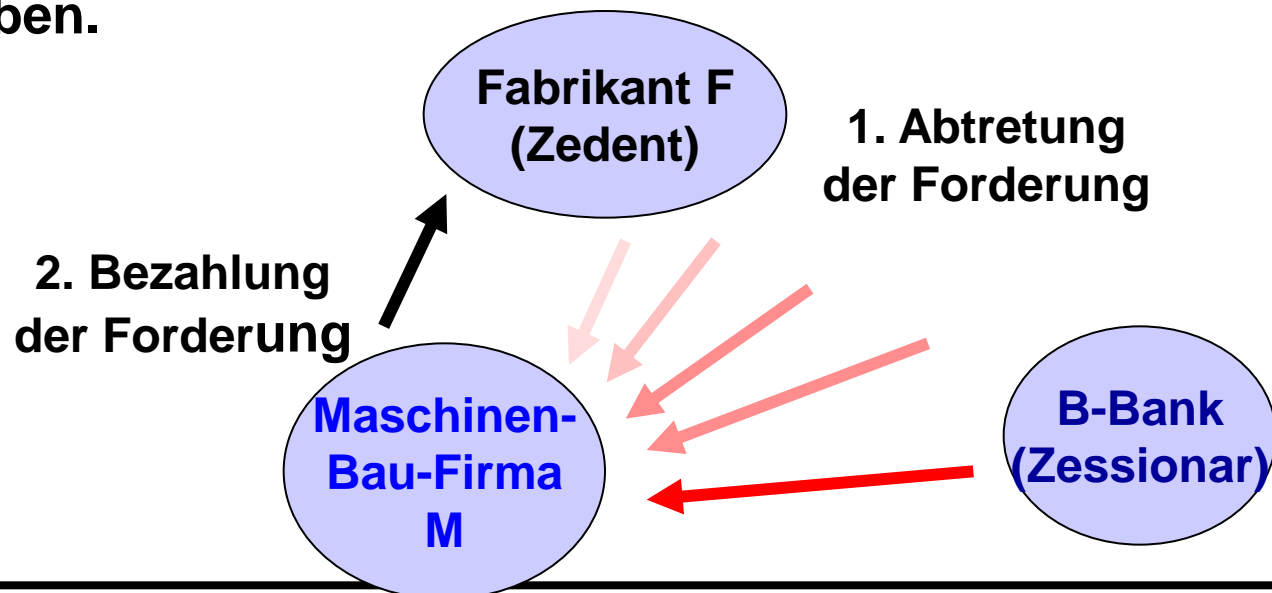 ben.
Fabrikant F
(Zedent)
1. Abtretung
der Forderung
2. Bezahlung
der Forderung
Maschinen-
Bau-Firma
M
B-Bank
(Zessionar)